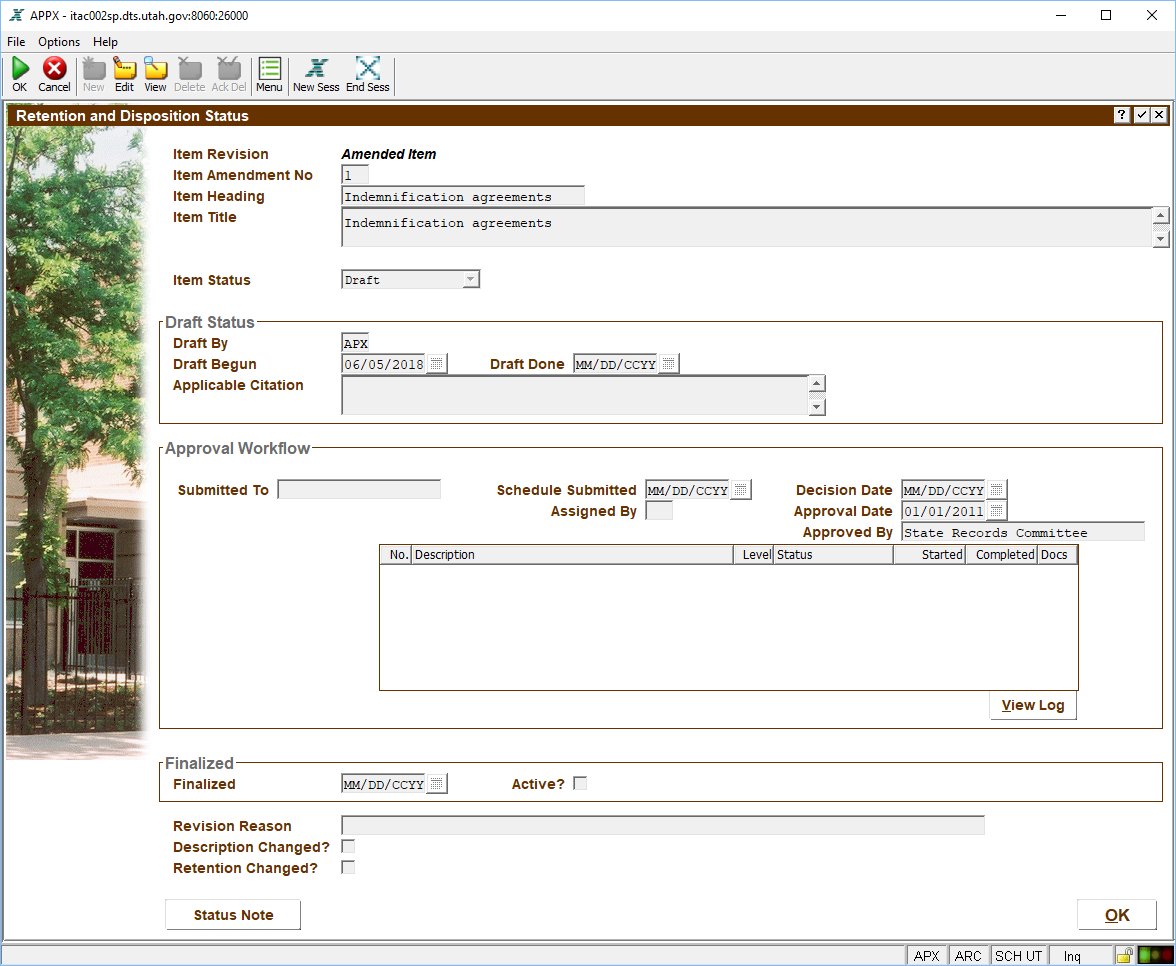 APPX - itac002sp.dts.utah.gov:8060:26000
File Options Help
OK Cancel New Edit View Delete Ack Del Menu New Sess End Sess
Retention and Disposition Status ?
Item Revision Amended Item
Item Amendment No 1
Item Heading Indemnification agreements
Item Title Indemnification agreements
Item Status Draft
Draft Status
Draft By APX
Draft Begun 06/05/2018 Draft Done MM/DD/CCYY
Applicable Citation
Approval Workflow
Submitted To Schedule Submitted MM/DD/CCYY Decision Date MM/DD/CCYY
Assigned By Approval Date 01/01/2011
Approved By State Records Committee
No. Description Level Status Started Completed Docs
View Log
Finalized
Finalized MM/DD/CCYY Active?
Revision Reason
Description Changed?
Retention Changed?
Status Note OK
APX ARC SCH UT Inq